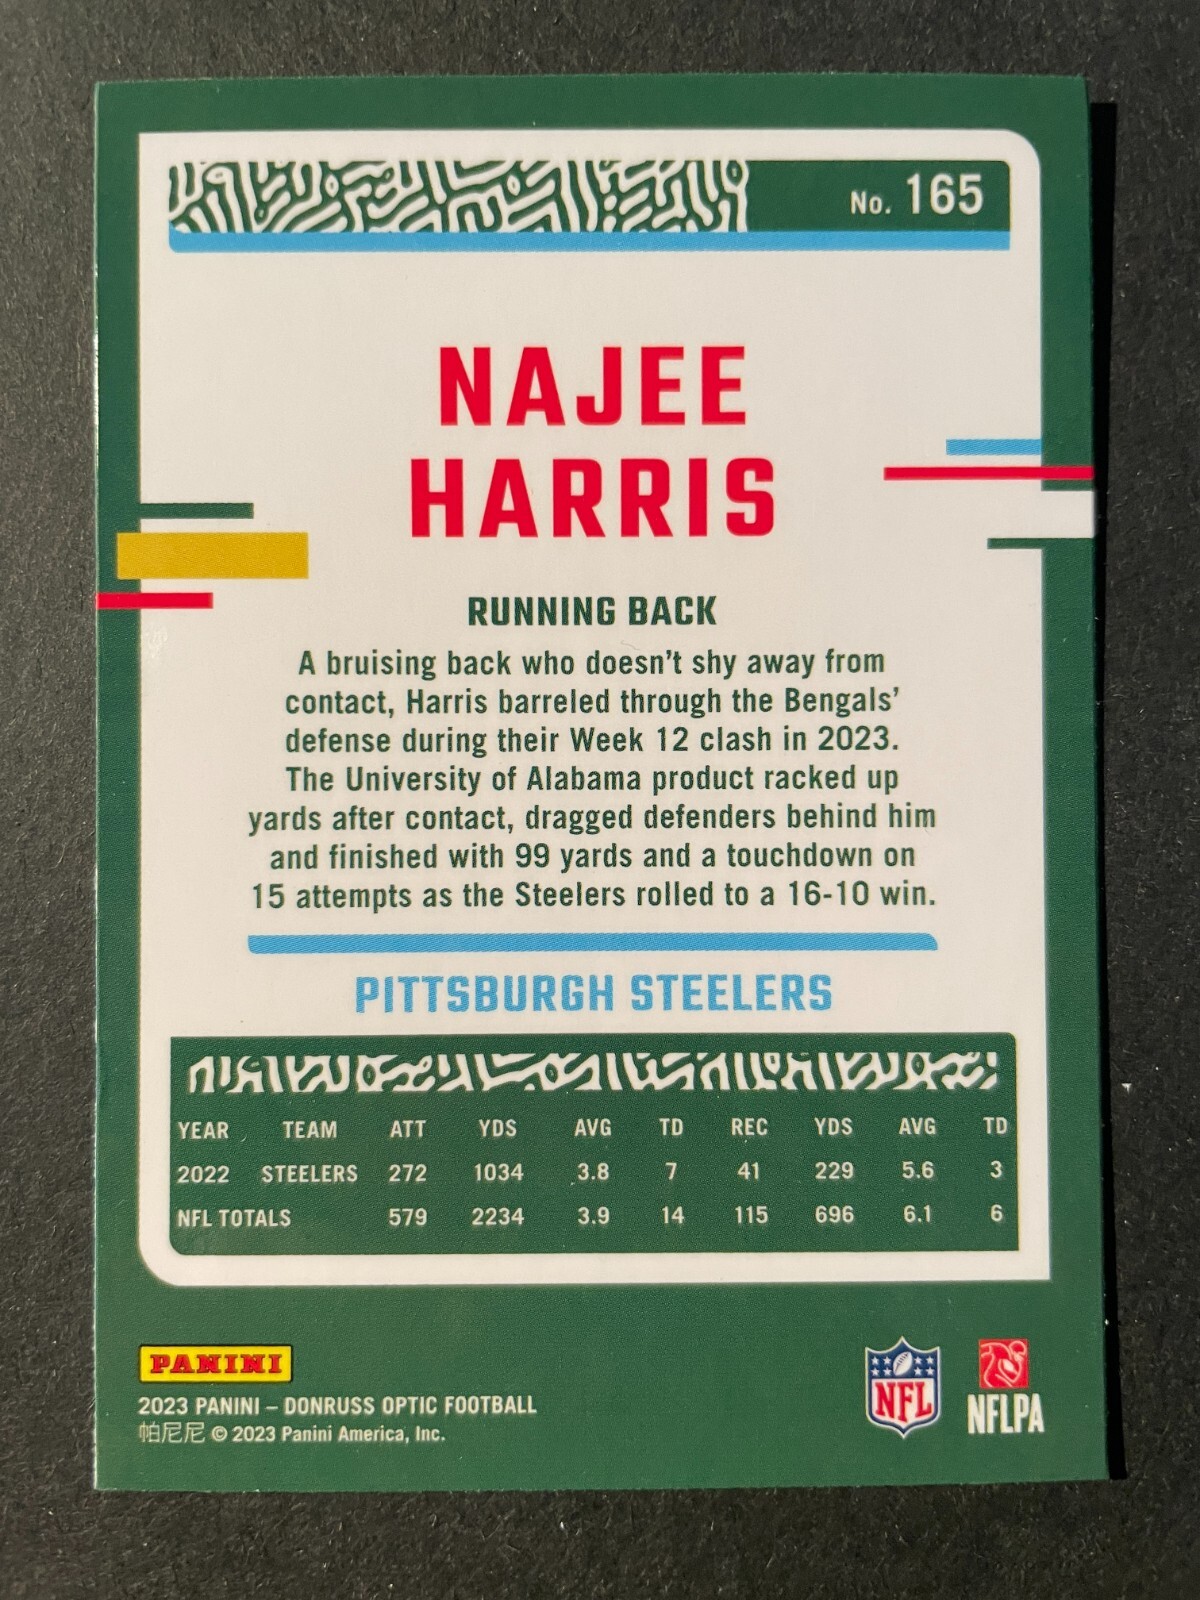 No. 165
NAJEE
HARRIS
RUNNING BACK
A bruising back who doesn't shy away from
contact, Harris barreled through the Bengals'
defense during their Week 12 clash in 2023.
The University of Alabama product racked up
yards after contact, dragged defenders behind him
and finished with 99 yards and a touchdown on
15 attempts as the Steelers rolled to a 16-10 win.
PITTSBURGH STEELERS
YEAR TEAM ATT YDS AVG TD REC YDS AVG TD
2022 STEELERS 272 1034 3.8 7 41 229 5.6 3
NFL TOTALS 579 2234 3.9 14 115 696 6.1 6
PANINI
2023 PANINI – DONRUSS OPTIC FOOTBALL
帕尼尼 © 2023 Panini America, Inc.
NFL
NFLPA